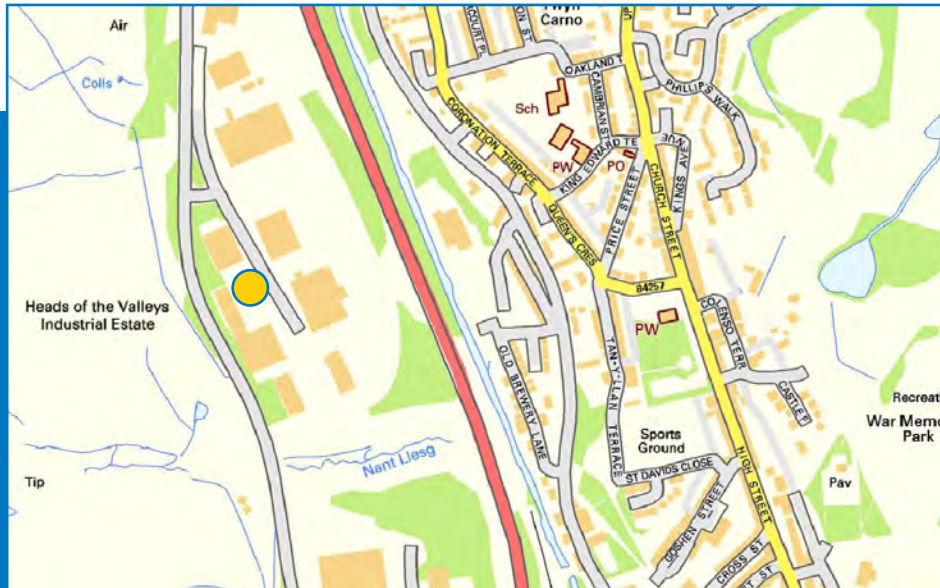 Air
Carno
OAKLAND T
Colls
Sch
PHILLIP'S WALK
CORONATION TERRACE
CAMBRIAN ST
PW
KING EDWARD TE
PO
NUE
CHURCH STREET
KINGS AVE
PRICE STREET
QUEEN'S CRES
B4257
Heads of the Valleys
Industrial Estate
COLENSO TERR
PW
OLD BREWERY LANE
TAN-Y-LLAN TERRACE
CASTLE F
Recreat
War Memo
Park
Sports
Ground
HIGH STREET
Nant Llesg
ST DAVIDS CLOSE
Tip
Pav
GOSHEN STREET
CROSS ST